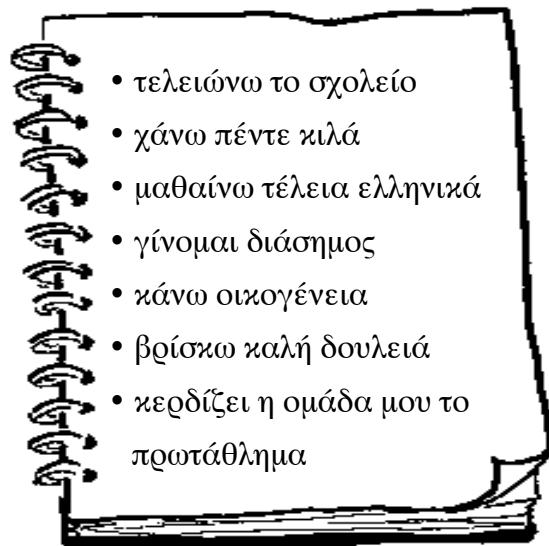 • τελειώνω το σχολείο
• χάνω πέντε κιλά
• μαθαίνω τέλεια ελληνικά
• γίνομαι διάσημος
• κάνω οικογένεια
• βρίσκω καλή δουλειά
• κερδίζει η ομάδα μου το
πρωτάθλημα